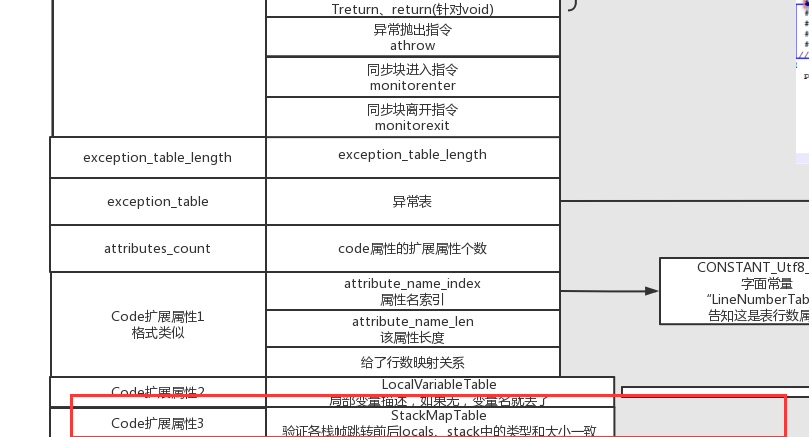 Treturn、return(针对void)
异常抛出指令
athrow
同步块进入指令
monitorenter
同步块离开指令
monitorexit
exception_table_length
exception_table_length
exception_table
异常表
attributes_count
code属性的扩展属性个数
Code扩展属性1
格式类似
attribute_name_index
属性名索引
attribute_name_len
该属性长度
给了行数映射关系
CONSTANT_Utf8_
字面常量
“LineNumberTab
告知这是表行数属
Code扩展属性2
LocalVariableTable
局部变量描述，如果无，变量名就丢了
Code扩展属性3
StackMapTable
验证各栈帧跳转前后locals、stack中的类型和大小一致